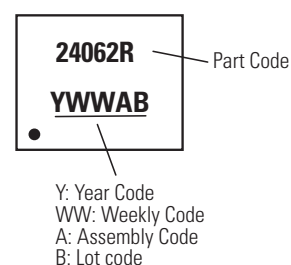 24062R
Part Code
YWWAB
Y: Year Code
WW: Weekly Code
A: Assembly Code
B: Lot code